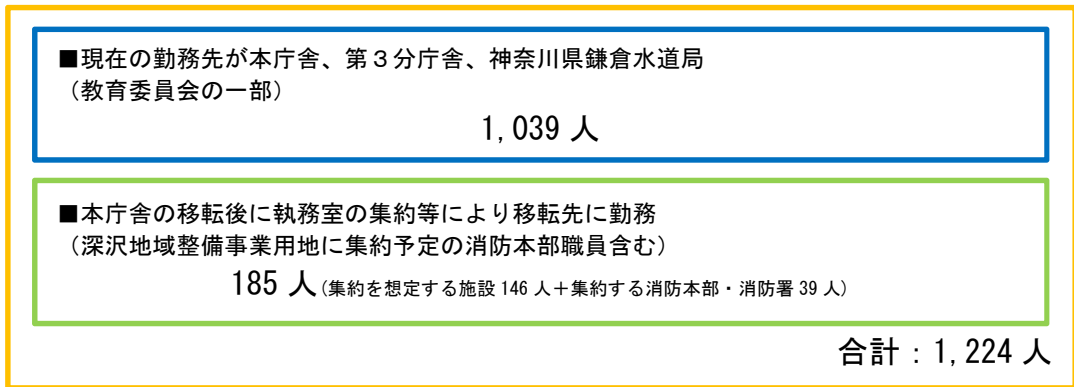 ■現在の勤務先が本庁舎、第３分庁舎、神奈川県鎌倉水道局
（教育委員会の一部）
1,039 人
■本庁舎の移転後に執務室の集約等により移転先に勤務
（深沢地域整備事業用地に集約予定の消防本部職員含む）
185 人（集約を想定する施設 146 人＋集約する消防本部・消防署 39 人）
合計：1,224 人